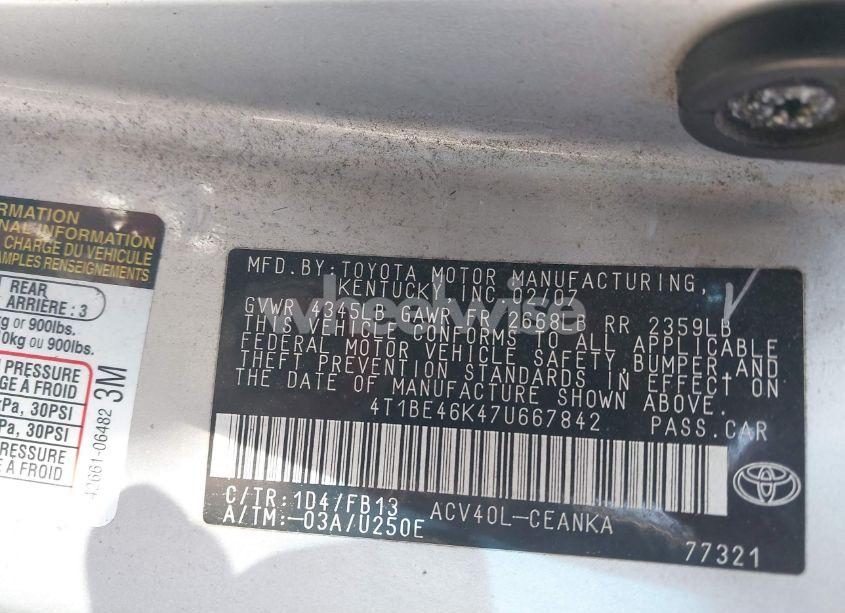 RMATION
NAL INFORMATION
CHARGE DU VEHICULE
AMPLES RENSEIGNEMENTS
REAR
ARRIÈRE : 3
kg or 900lbs.
0kg ou 900lbs.
PRESSURE
GE À FROID
kPa, 30PSI
Pa, 30PSI
42661-06482
3M
MFD.BY:TOYOTA MOTOR MANUFACTURING,
KENTUCKY,INC.02/07
GVWR 4345LB GAWR FR 2668LB RR 2359LB
THIS VEHICLE CONFORMS TO ALL APPLICABLE
FEDERAL MOTOR VEHICLE SAFETY,BUMPER,AND
THEFT PREVENTION STANDARDS IN EFFECT ON
THE DATE OF MANUFACTURE SHOWN ABOVE.
4T1BE46K47U667842 PASS.CAR
C/TR:1D4/FB13 ACV40L-CEANKA
A/TM:-03A/U250E
77321
wheelwise